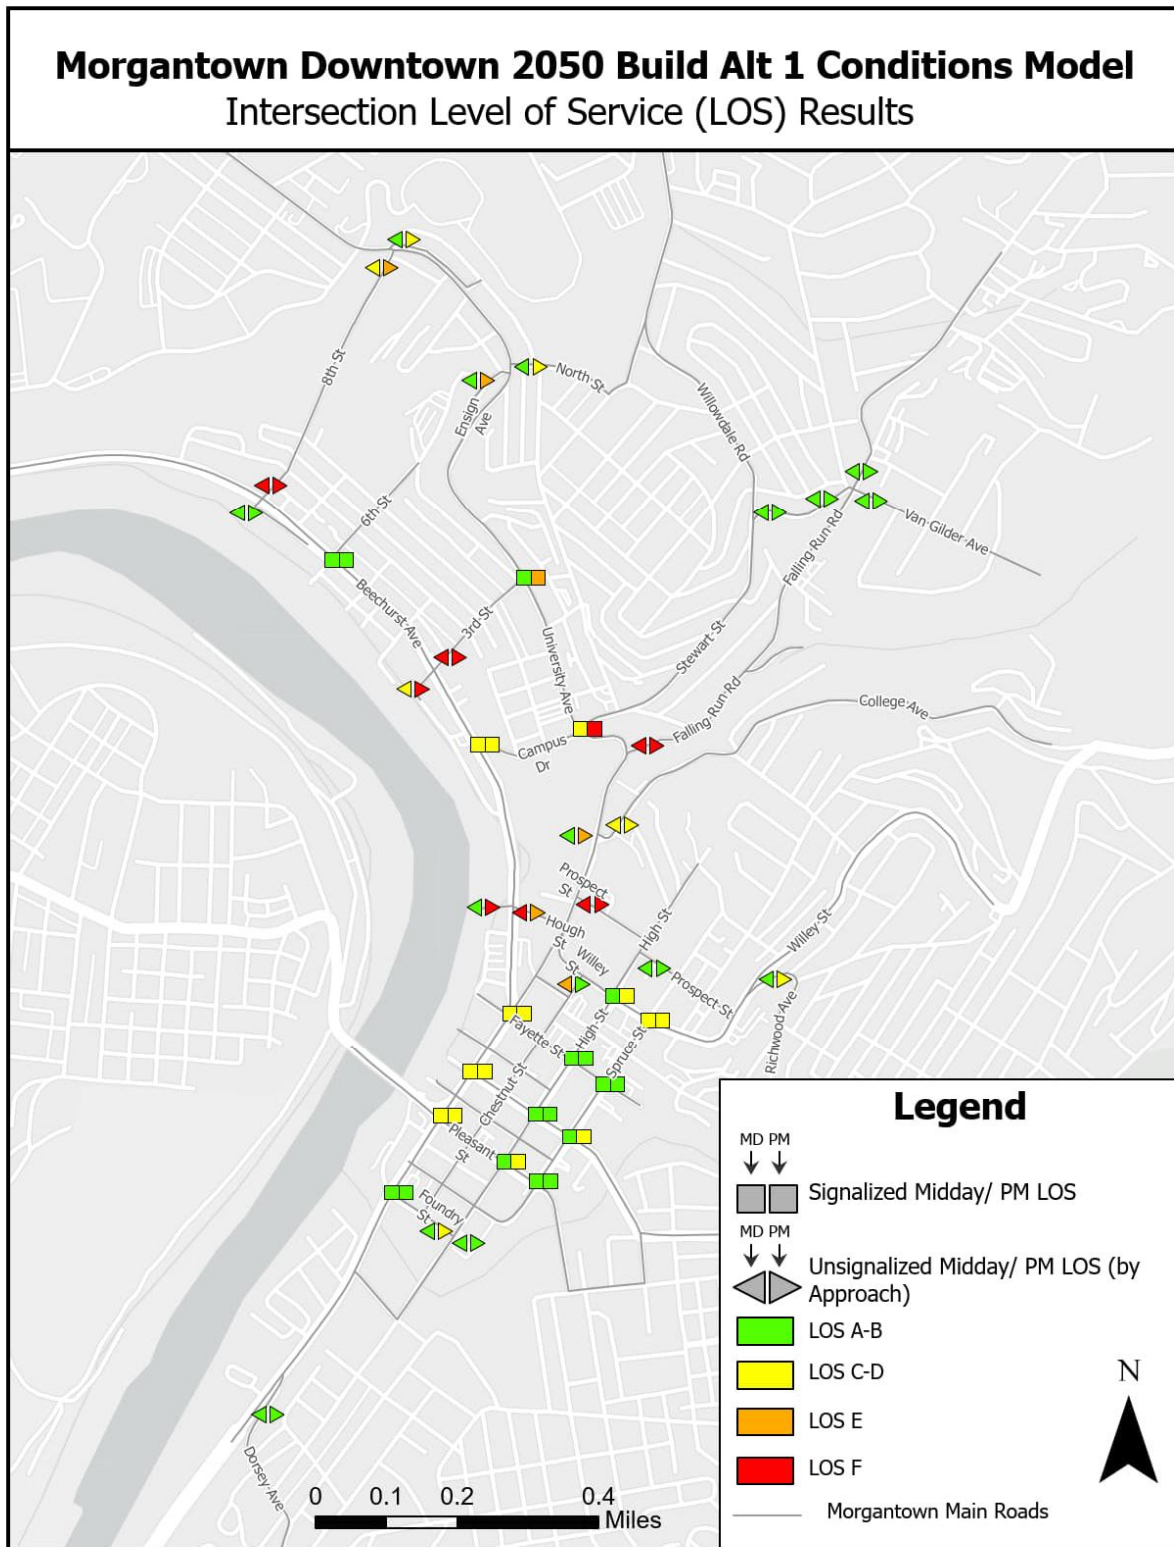 Morgantown Downtown 2050 Build Alt 1 Conditions Model
Intersection Level of Service (LOS) Results
8th St
North St
Ensign
Ave
Willowdale Rd
6th St
Van Gilder Ave
Falling Run Rd
Beechurst Ave
3rd St
University Ave
Stewart St
Falling Run Rd
College Ave
Campus
Dr
Prospect
St
High St
Hough
St
Willey
St
Willey St
Prospect St
Richwood Ave
Fayette St
High St
Spruce St
Chestnut St
Pleasant
St
Foundry
St
Dorsey Ave
Legend
MD PM
Signalized Midday/ PM LOS
MD PM
Unsignalized Midday/ PM LOS (by
Approach)
LOS A-B
LOS C-D
LOS E
LOS F
Morgantown Main Roads
N
0 0.1 0.2 0.4
Miles